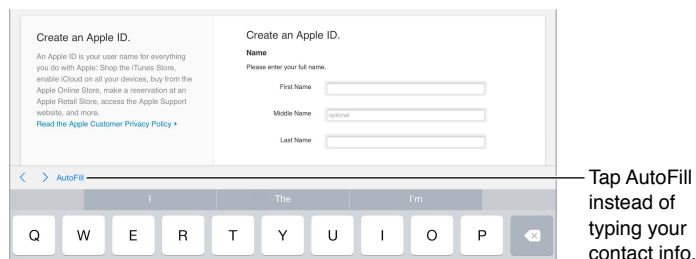 Create an Apple ID.
An Apple ID is your user name for everything
you do with Apple: Shop the iTunes Store,
enable iCloud on all your devices, buy from the
Apple Online Store, make a reservation at an
Apple Retail Store, access the Apple Support
website, and more.
Read the Apple Customer Privacy Policy
Create an Apple ID.
Name
Please enter your full name.
First Name
Middle Name optional
Last Name
AutoFill
I The I'm
Q W E R T Y U I O P
Tap AutoFill
instead of
typing your
contact info.